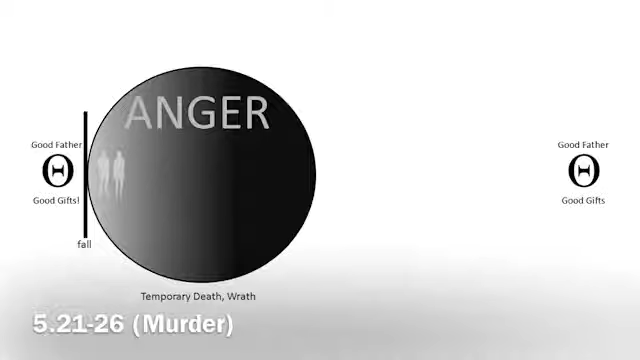 ANGER
Good Father
Θ
Good Gifts!
fall
Good Father
Θ
Good Gifts
Temporary Death, Wrath
5.21-26 (Murder)